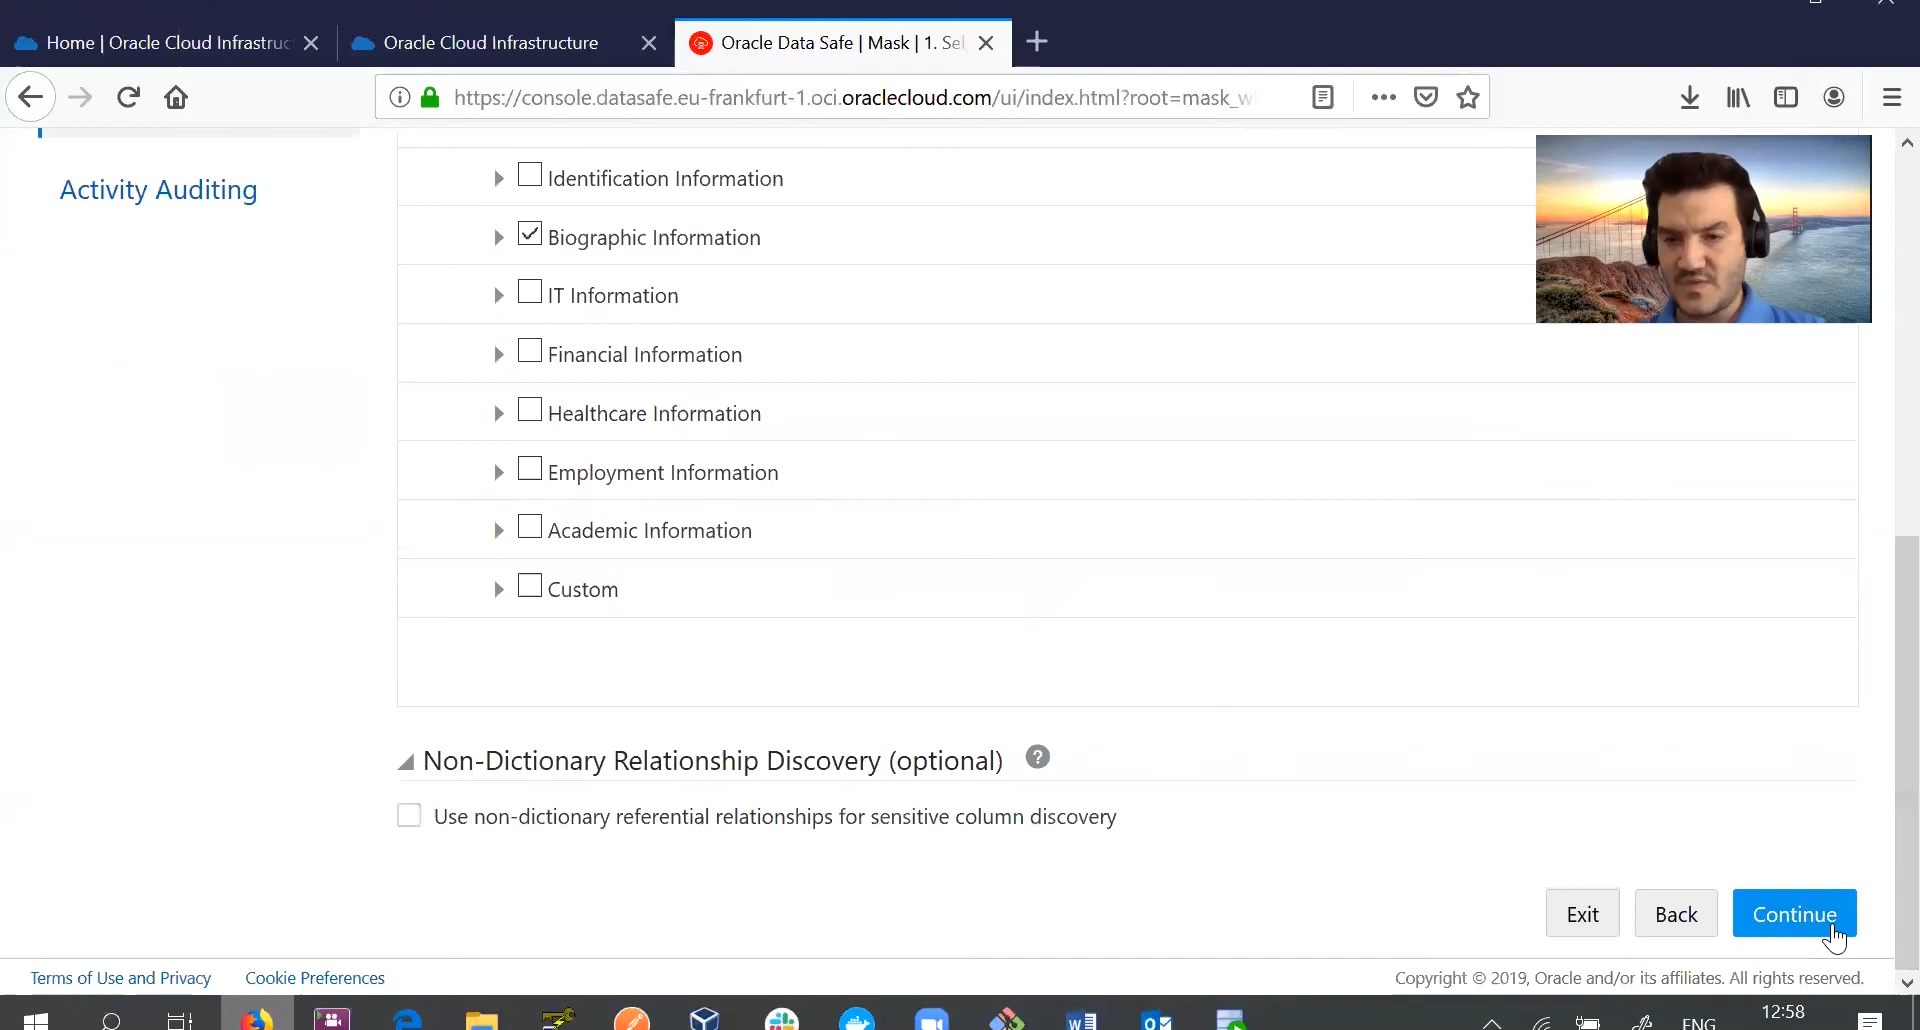 Home | Oracle Cloud Infrastruc
Oracle Cloud Infrastructure
Oracle Data Safe | Mask | 1. Sel
https://console.datasafe.eu-frankfurt-1.oci.oraclecloud.com/ui/index.html?root=mask_w
Activity Auditing
Identification Information
Biographic Information
IT Information
Financial Information
Healthcare Information
Employment Information
Academic Information
Custom
Non-Dictionary Relationship Discovery (optional) ?
Use non-dictionary referential relationships for sensitive column discovery
Exit Back Continue
Terms of Use and Privacy Cookie Preferences Copyright © 2019, Oracle and/or its affiliates. All rights reserved.
12:58
ENG